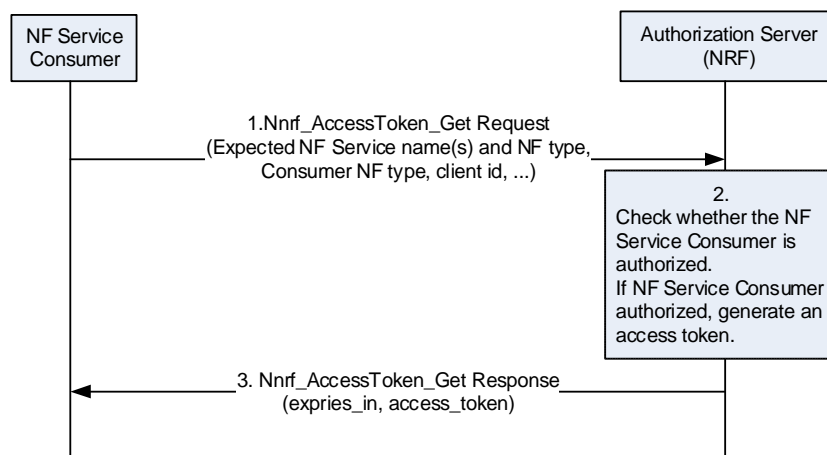 NF Service
Consumer
Authorization Server
(NRF)
1.Nnrf_AccessToken_Get Request
(Expected NF Service name(s) and NF type,
Consumer NF type, client id, ...)
2.
Check whether the NF
Service Consumer is
authorized.
If NF Service Consumer
authorized, generate an
access token.
3. Nnrf_AccessToken_Get Response
(expries_in, access_token)